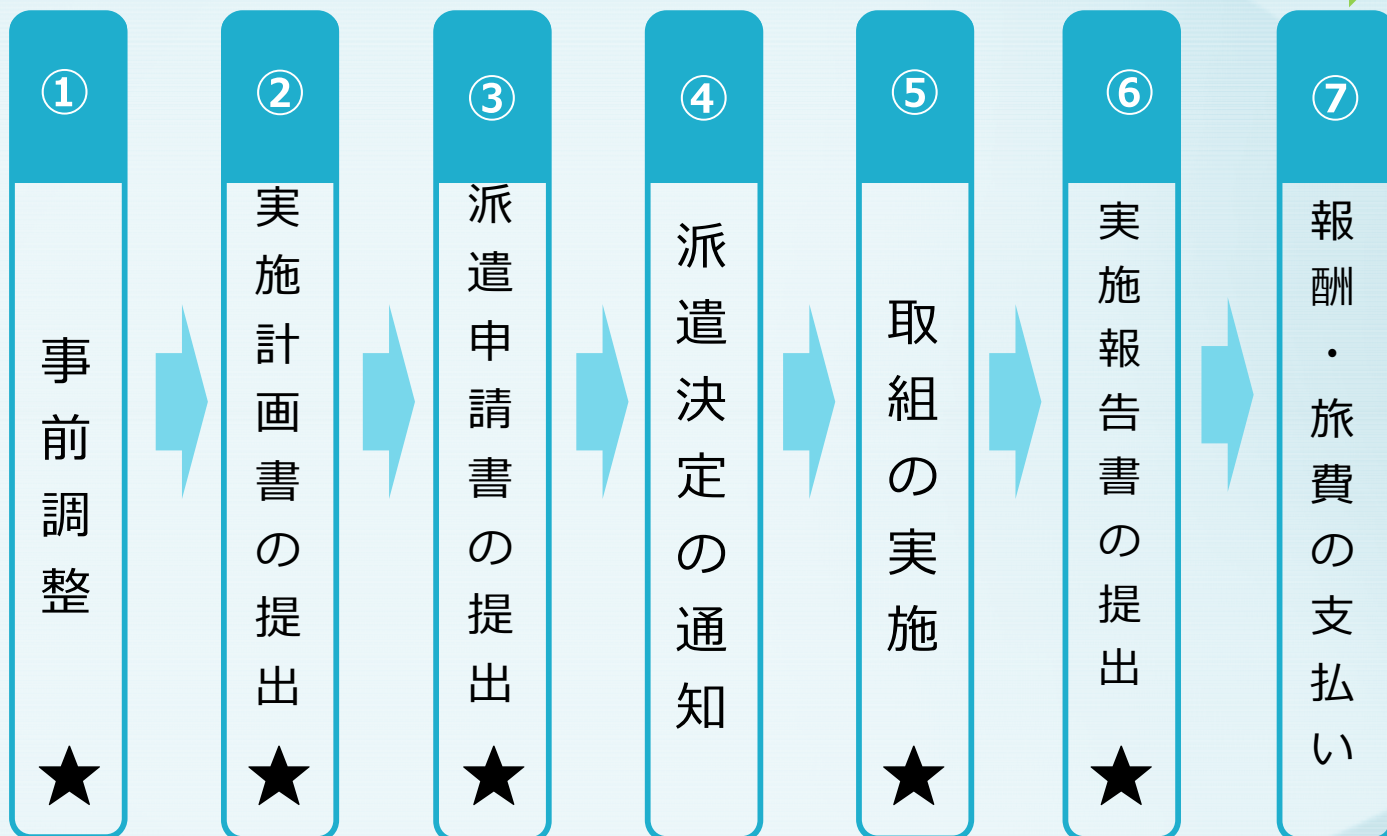 ①
事前調整
★
②
実施計画書の提出
★
③
派遣申請書の提出
★
④
派遣決定の通知
⑤
取組の実施
★
⑥
実施報告書の提出
★
⑦
報酬・旅費の支払い